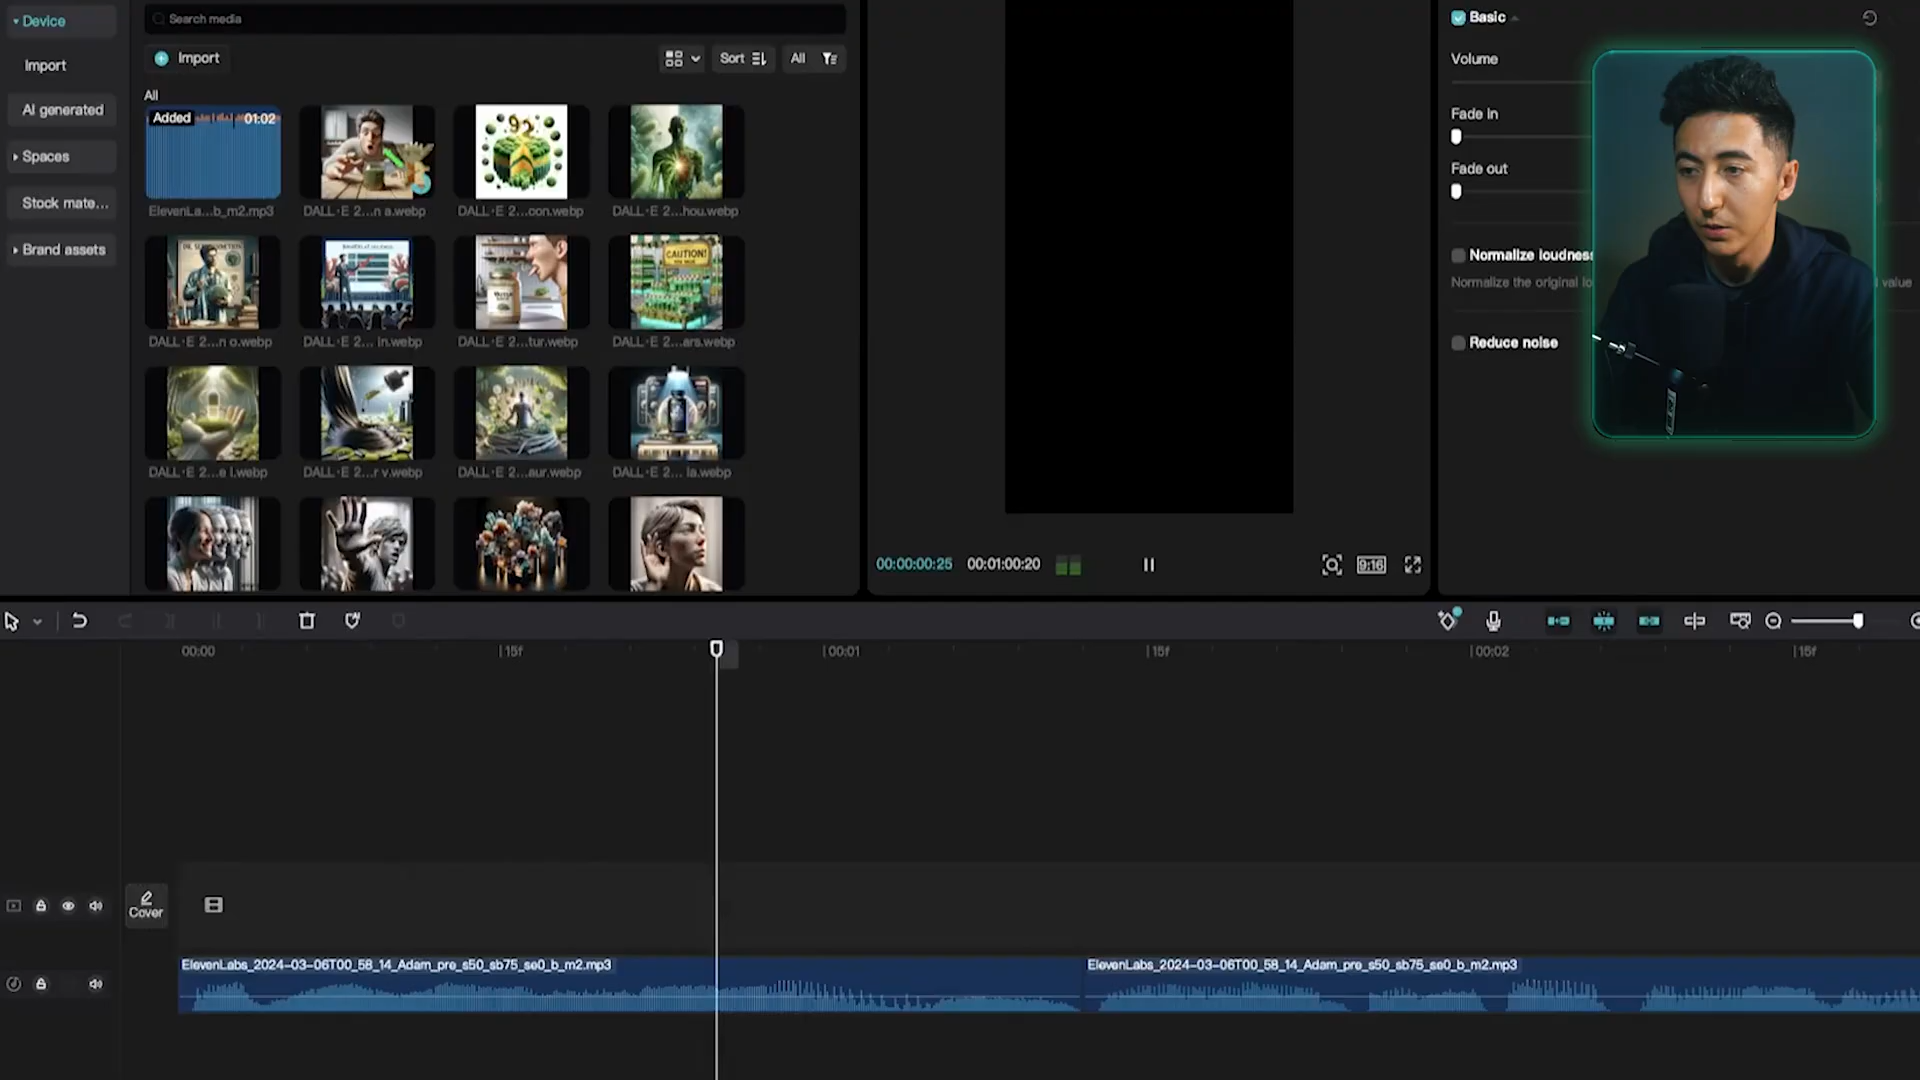 Device
Import
AI generated
Spaces
Stock mate...
Brand assets
Search media
Import
Sort
All
All
Added
01:02
ElevenLa...b_m2.mp3
DALL·E 2...n a.webp
DALL·E 2...con.webp
DALL·E 2...hou.webp
CAUTION!
DALL·E 2...n o.webp
DALL·E 2... in.webp
DALL·E 2...tur.webp
DALL·E 2...ars.webp
DALL·E 2...e l.webp
DALL·E 2...r v.webp
DALL·E 2...aur.webp
DALL·E 2... la.webp
00:00:00:25
00:01:00:20
9:16
Basic
Volume
Fade in
Fade out
Normalize loudness
Normalize the original lo
value
Reduce noise
00:00
15f
00:01
15f
00:02
15f
Cover
ElevenLabs_2024-03-06T00_58_14_Adam_pre_s50_sb75_se0_b_m2.mp3
ElevenLabs_2024-03-06T00_58_14_Adam_pre_s50_sb75_se0_b_m2.mp3